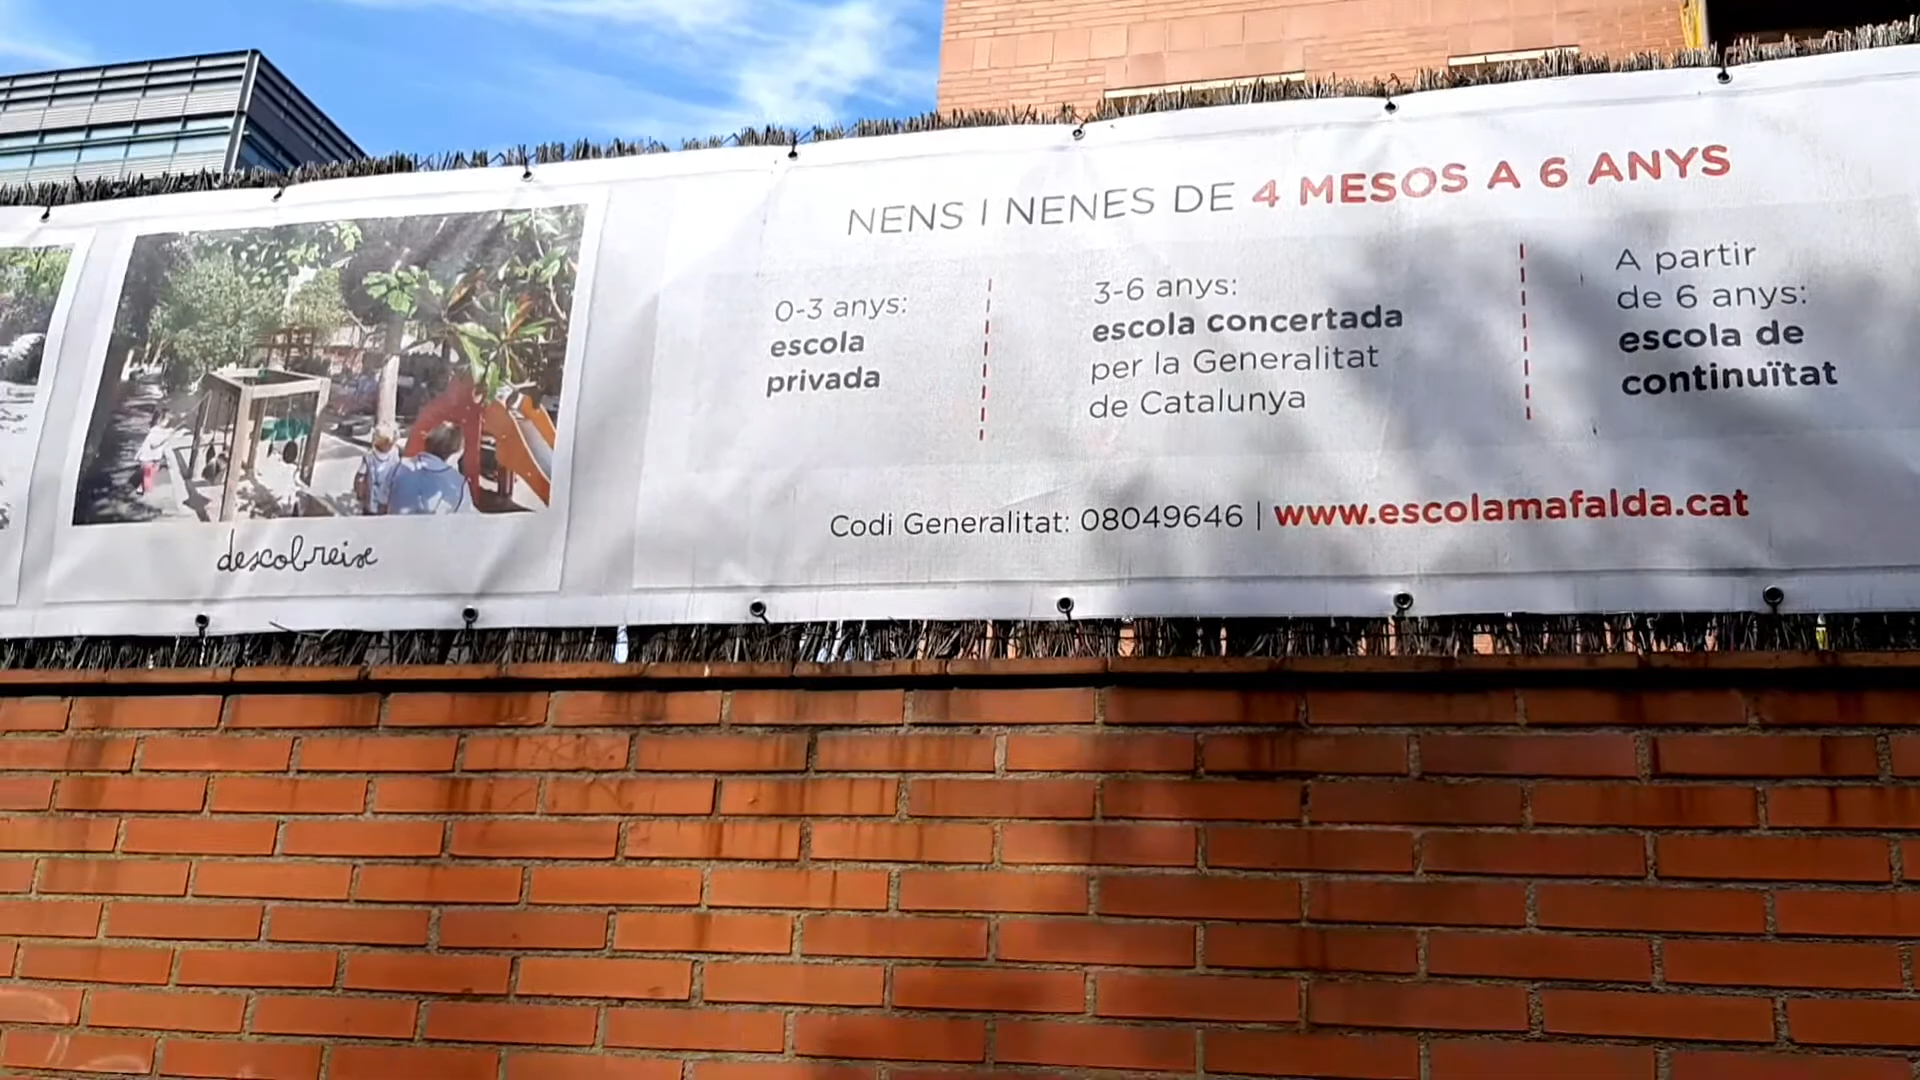 NENS I NENES DE 4 MESOS A 6 ANYS
0-3 anys:
escola
privada
3-6 anys:
escola concertada
per la Generalitat
de Catalunya
A partir
de 6 anys:
escola de
continuïtat
Codi Generalitat: 08049646 | www.escolamafalda.cat
descobreix